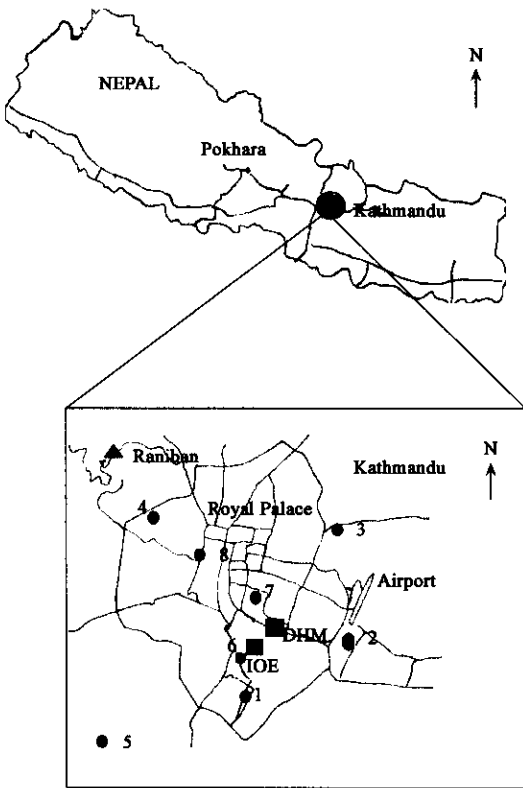 N
NEPAL
Pokhara
Kathmandu
N
Raniban
Kathmandu
4
Royal Palace
3
8
Airport
7
DHM
2
6
IOE
1
5